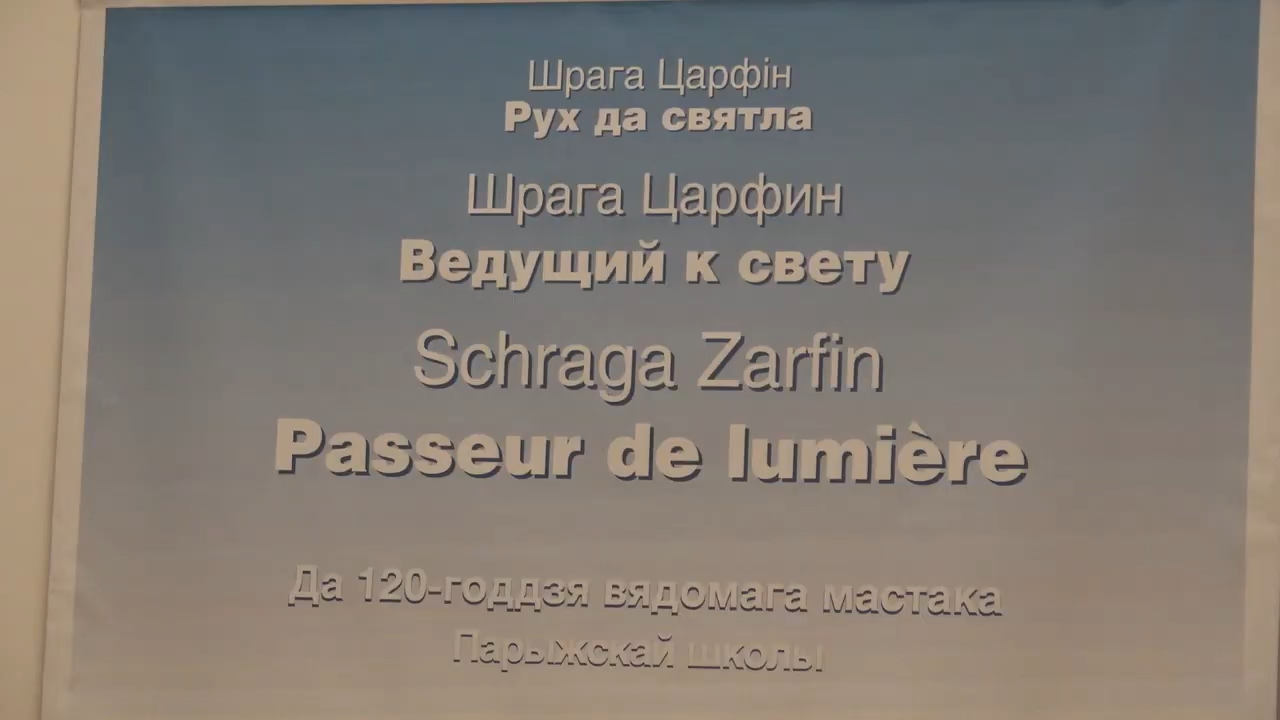 Шрага Царфін
Рух да святла
Шрага Царфин
Ведущий к свету
Schraga Zarfin
Passeur de lumière
Да 120-годдзя вядомага мастака
Парыжскай школы